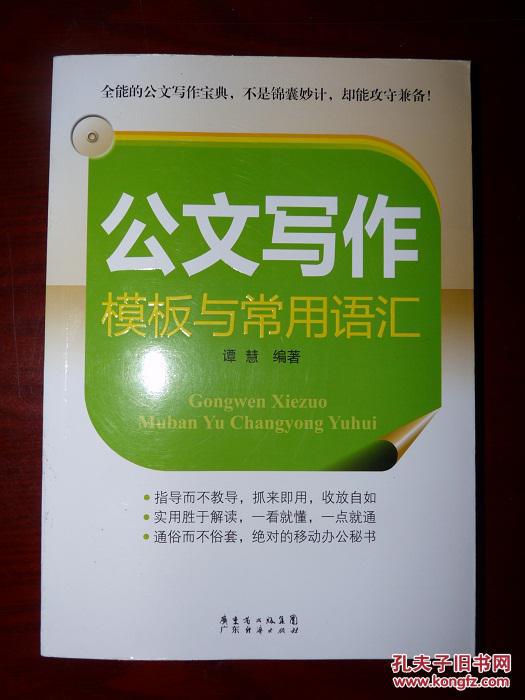 全能的公文写作宝典，不是锦囊妙计，却能攻守兼备！
公文写作
模板与常用语汇
谭 慧 编著
Gongwen Xiezuo
Muban Yu Changyong Yuhui
• 指导而不教导，抓来即用，收放自如
• 实用胜于解读，一看就懂，一点就通
• 通俗而不俗套，绝对的移动办公秘书
广东省出版集团
广东经济出版社
孔夫子旧书网
www.kongfz.com